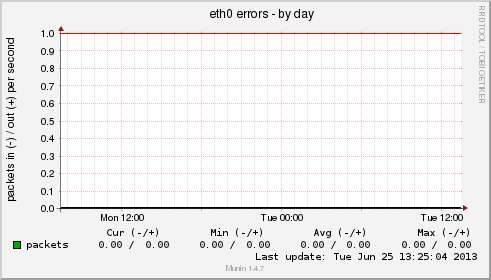 eth0 errors - by day
RRDTOOL / TOBI OETIKER
packets in (-) / out (+) per second
1.0
0.9
0.8
0.7
0.6
0.5
0.4
0.3
0.2
0.1
0.0
Mon 12:00 Tue 00:00 Tue 12:00
Cur (-/+) Min (-/+) Avg (-/+) Max (-/+)
packets 0.00 / 0.00 0.00 / 0.00 0.00 / 0.00 0.00 / 0.00
Last update: Tue Jun 25 13:25:04 2013
Munin 1.4.7